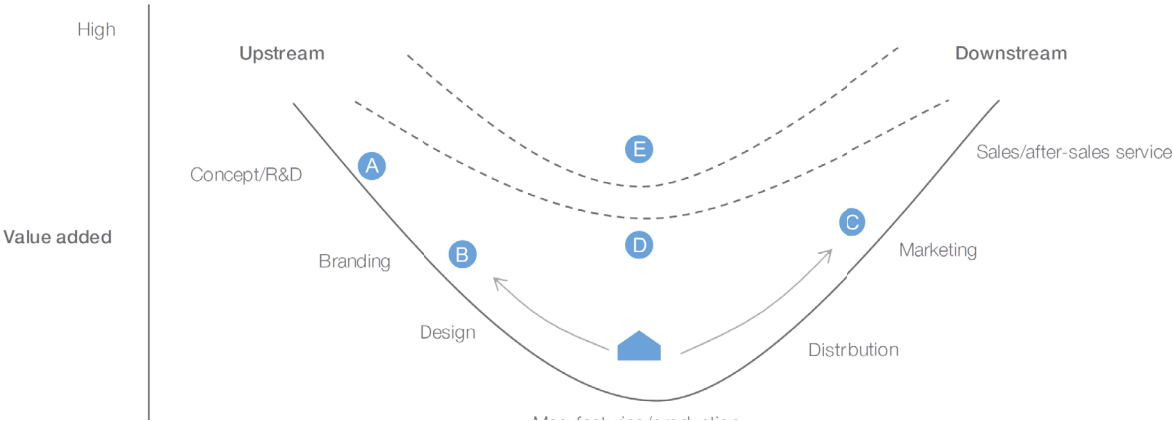 High
Upstream
Downstream
E
Sales/after-sales service
A
Concept/R&D
C
Value added
D
Marketing
B
Branding
Design
Distrbution